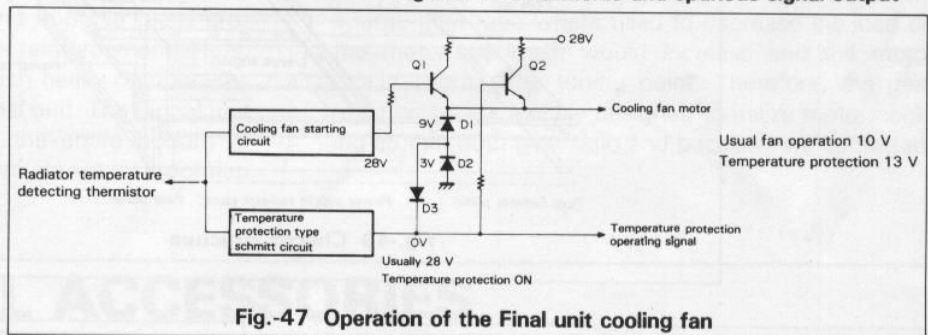 O 28V
Q1
Q2
Cooling fan motor
Cooling fan starting
circuit
9V
D1
Usual fan operation 10 V
28V
3V
D2
Temperature protection 13 V
Radiator temperature
detecting thermistor
D3
Temperature
protection type
schmitt circuit
Temperature protection
operating signal
0V
Usually 28 V
Temperature protection ON
Fig.-47 Operation of the Final unit cooling fan